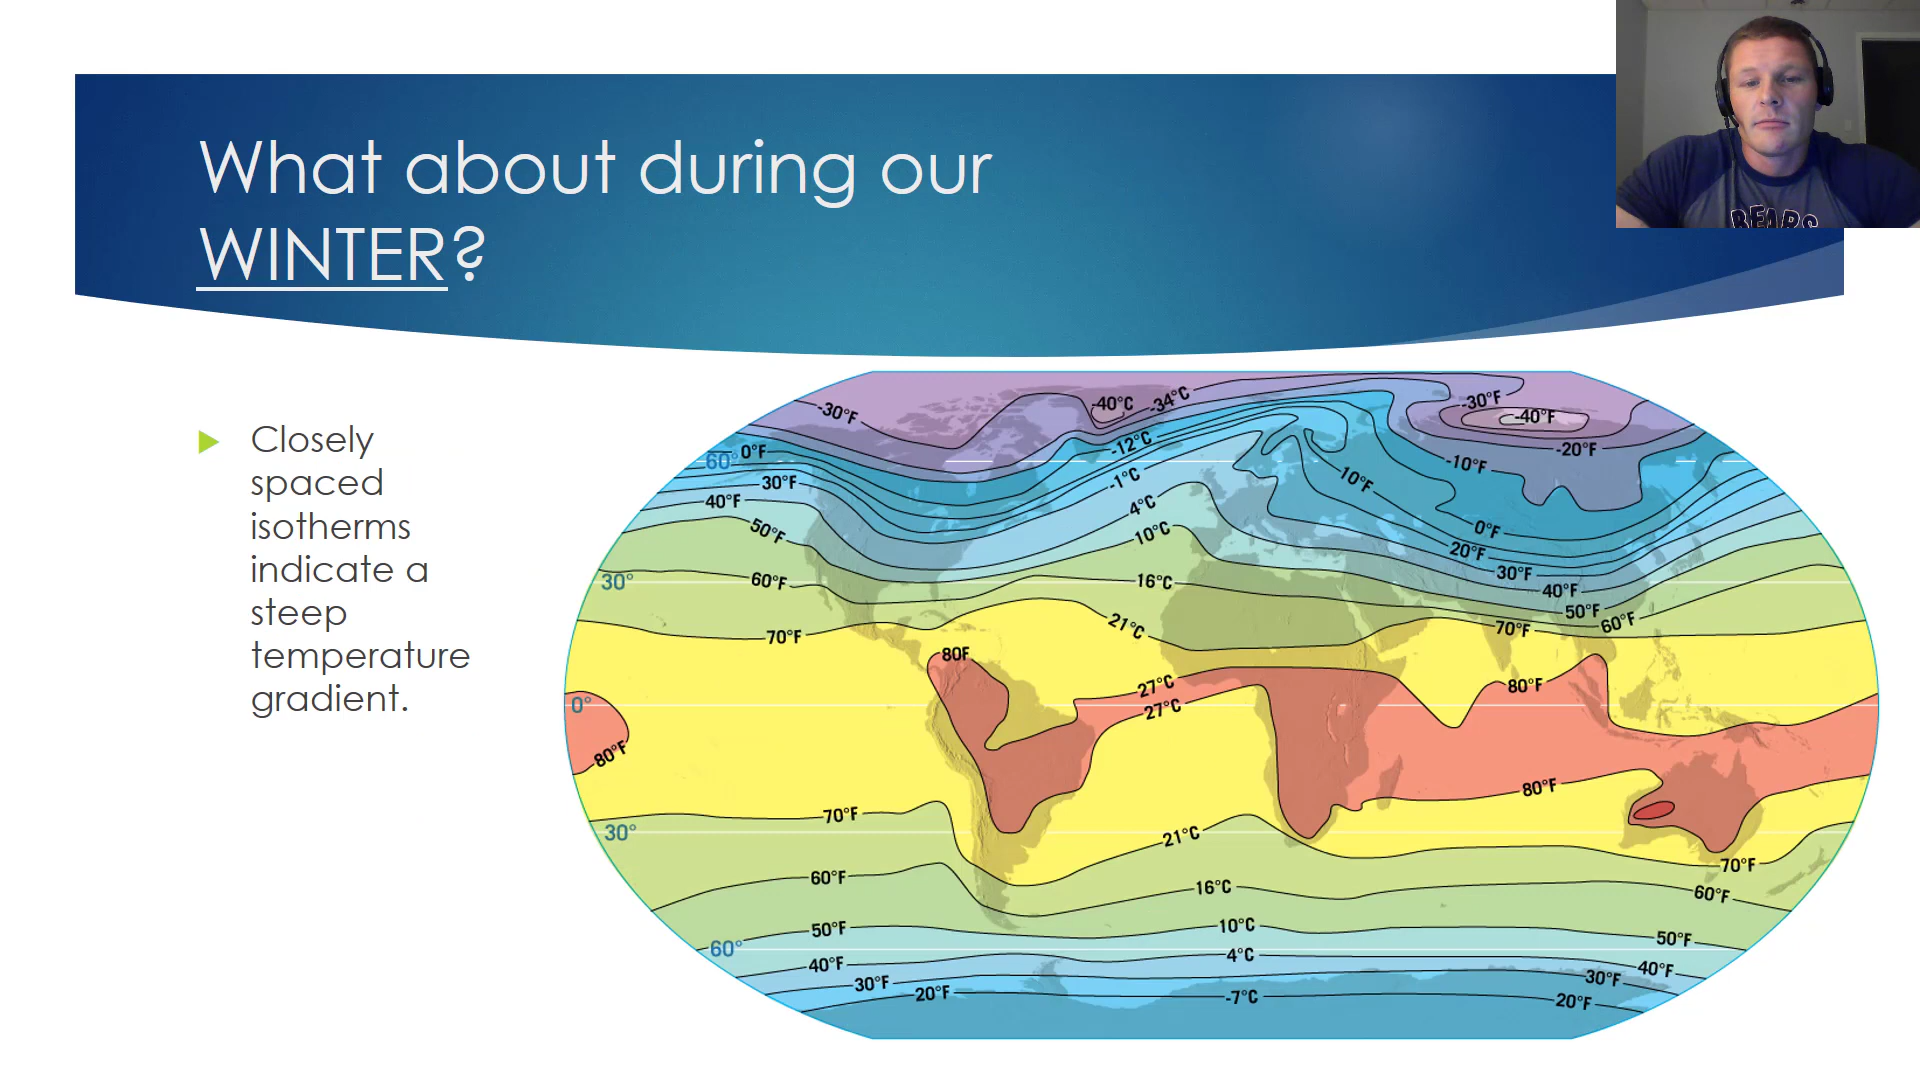 What about during our
WINTER?
BEARS
Closely
spaced
isotherms
indicate a
steep
temperature
gradient.
-30°F
-40°C
-34°C
-30°F
-40°F
60°
0°F
-12°C
-20°F
-10°F
30°F
-1°C
10°F
40°F
4°C
50°F
10°C
0°F
20°F
30°
60°F
16°C
30°F
40°F
50°F
70°F
21°C
70°F
60°F
80F
27°C
80°F
0°
27°C
80°F
80°F
70°F
30°
21°C
70°F
60°F
16°C
60°F
50°F
10°C
50°F
60°
40°F
4°C
40°F
30°F
30°F
20°F
-7°C
20°F